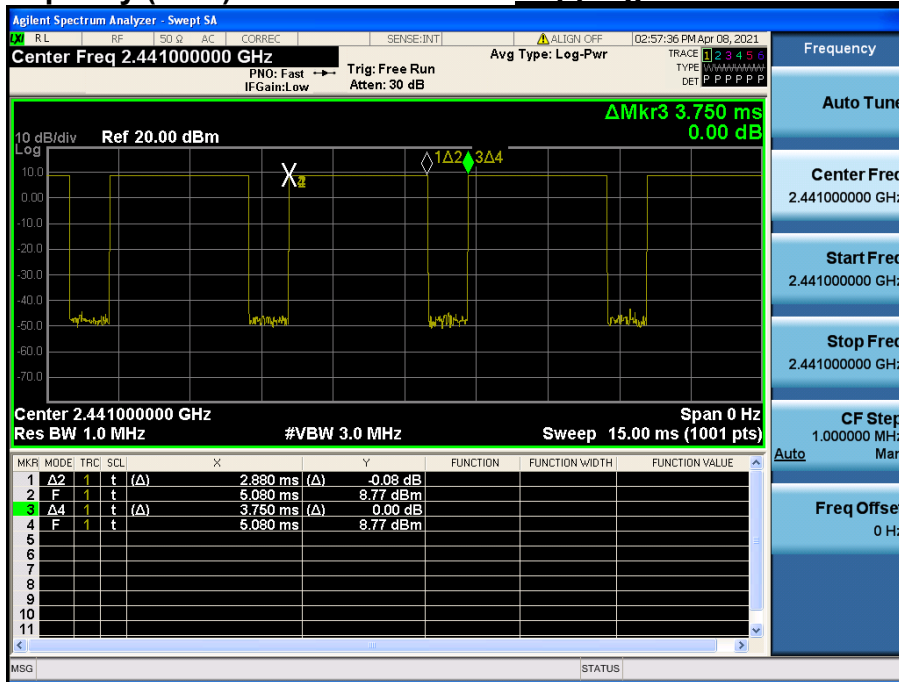 Agilent Spectrum Analyzer - Swept SA
LXI RL RF 50 Ω AC CORREC SENSE:INT ALIGN OFF 02:57:36 PM Apr 08, 2021
Center Freq 2.441000000 GHz Avg Type: Log-Pwr TRACE 1 2 3 4 5 6
PNO: Fast Trig: Free Run TYPE WWWWWW
IFGain:Low Atten: 30 dB DET P P P P P P
ΔMkr3 3.750 ms
10 dB/div Ref 20.00 dBm 0.00 dB
Log
10.0
0.00
-10.0
-20.0
-30.0
-40.0
-50.0
-60.0
-70.0
1Δ2 3Δ4
Center 2.441000000 GHz Span 0 Hz
Res BW 1.0 MHz #VBW 3.0 MHz Sweep 15.00 ms (1001 pts)
MKR MODE TRC SCL X Y FUNCTION FUNCTION WIDTH FUNCTION VALUE
1 Δ2 1 t (Δ) 2.880 ms (Δ) -0.08 dB
2 F 1 t 5.080 ms 8.77 dBm
3 Δ4 1 t (Δ) 3.750 ms (Δ) 0.00 dB
4 F 1 t 5.080 ms 8.77 dBm
5
6
7
8
9
10
11
MSG STATUS
Frequency
Auto Tune
Center Freq
2.441000000 GHz
Start Freq
2.441000000 GHz
Stop Freq
2.441000000 GHz
CF Step
1.000000 MHz
Auto Man
Freq Offset
0 Hz